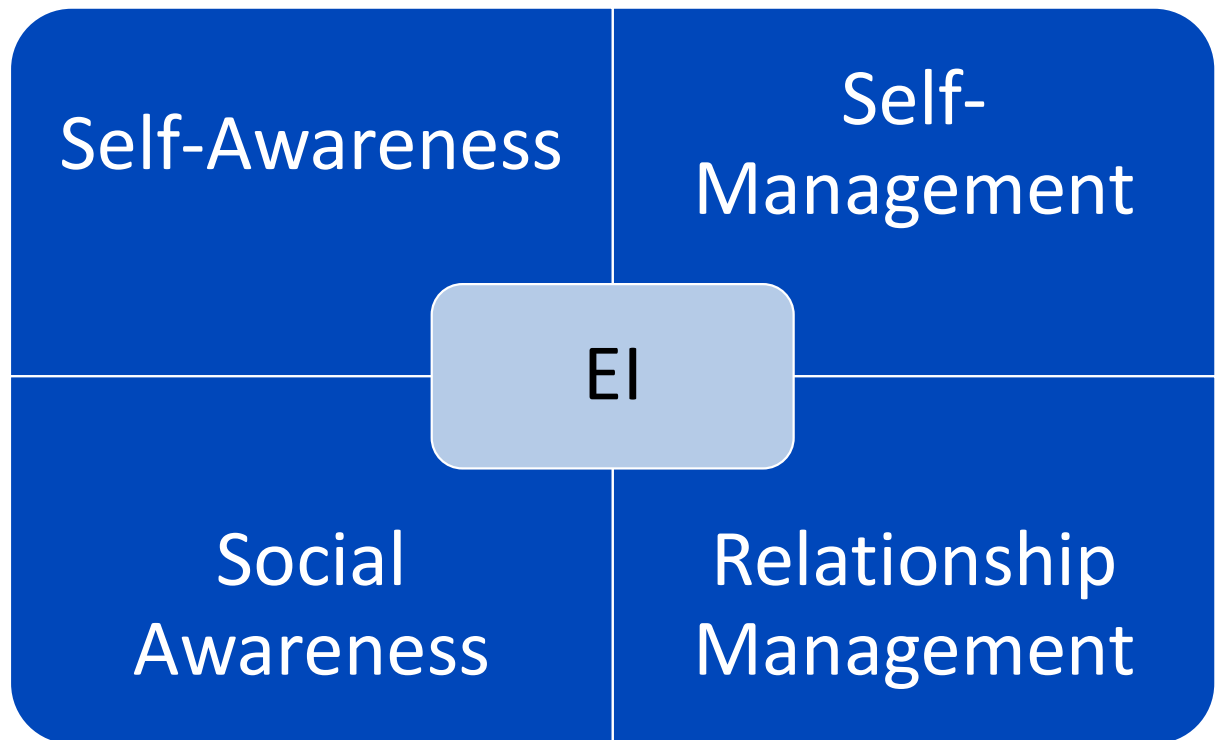 Self-Awareness
Self-
Management
EI
Social
Awareness
Relationship
Management